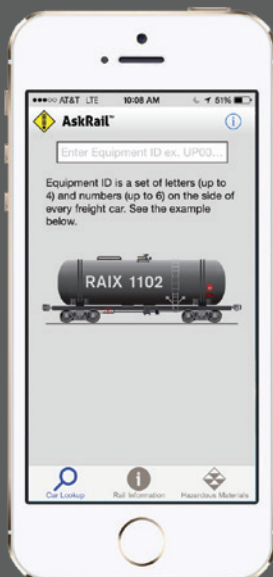 AT&T LTE 10:08 AM 51%
AskRail™
Enter Equipment ID ex. UP00...
Equipment ID is a set of letters (up to
4) and numbers (up to 6) on the side of
every freight car. See the example
below.
RAIX 1102
Car Lookup Rail Information Hazardous Materials